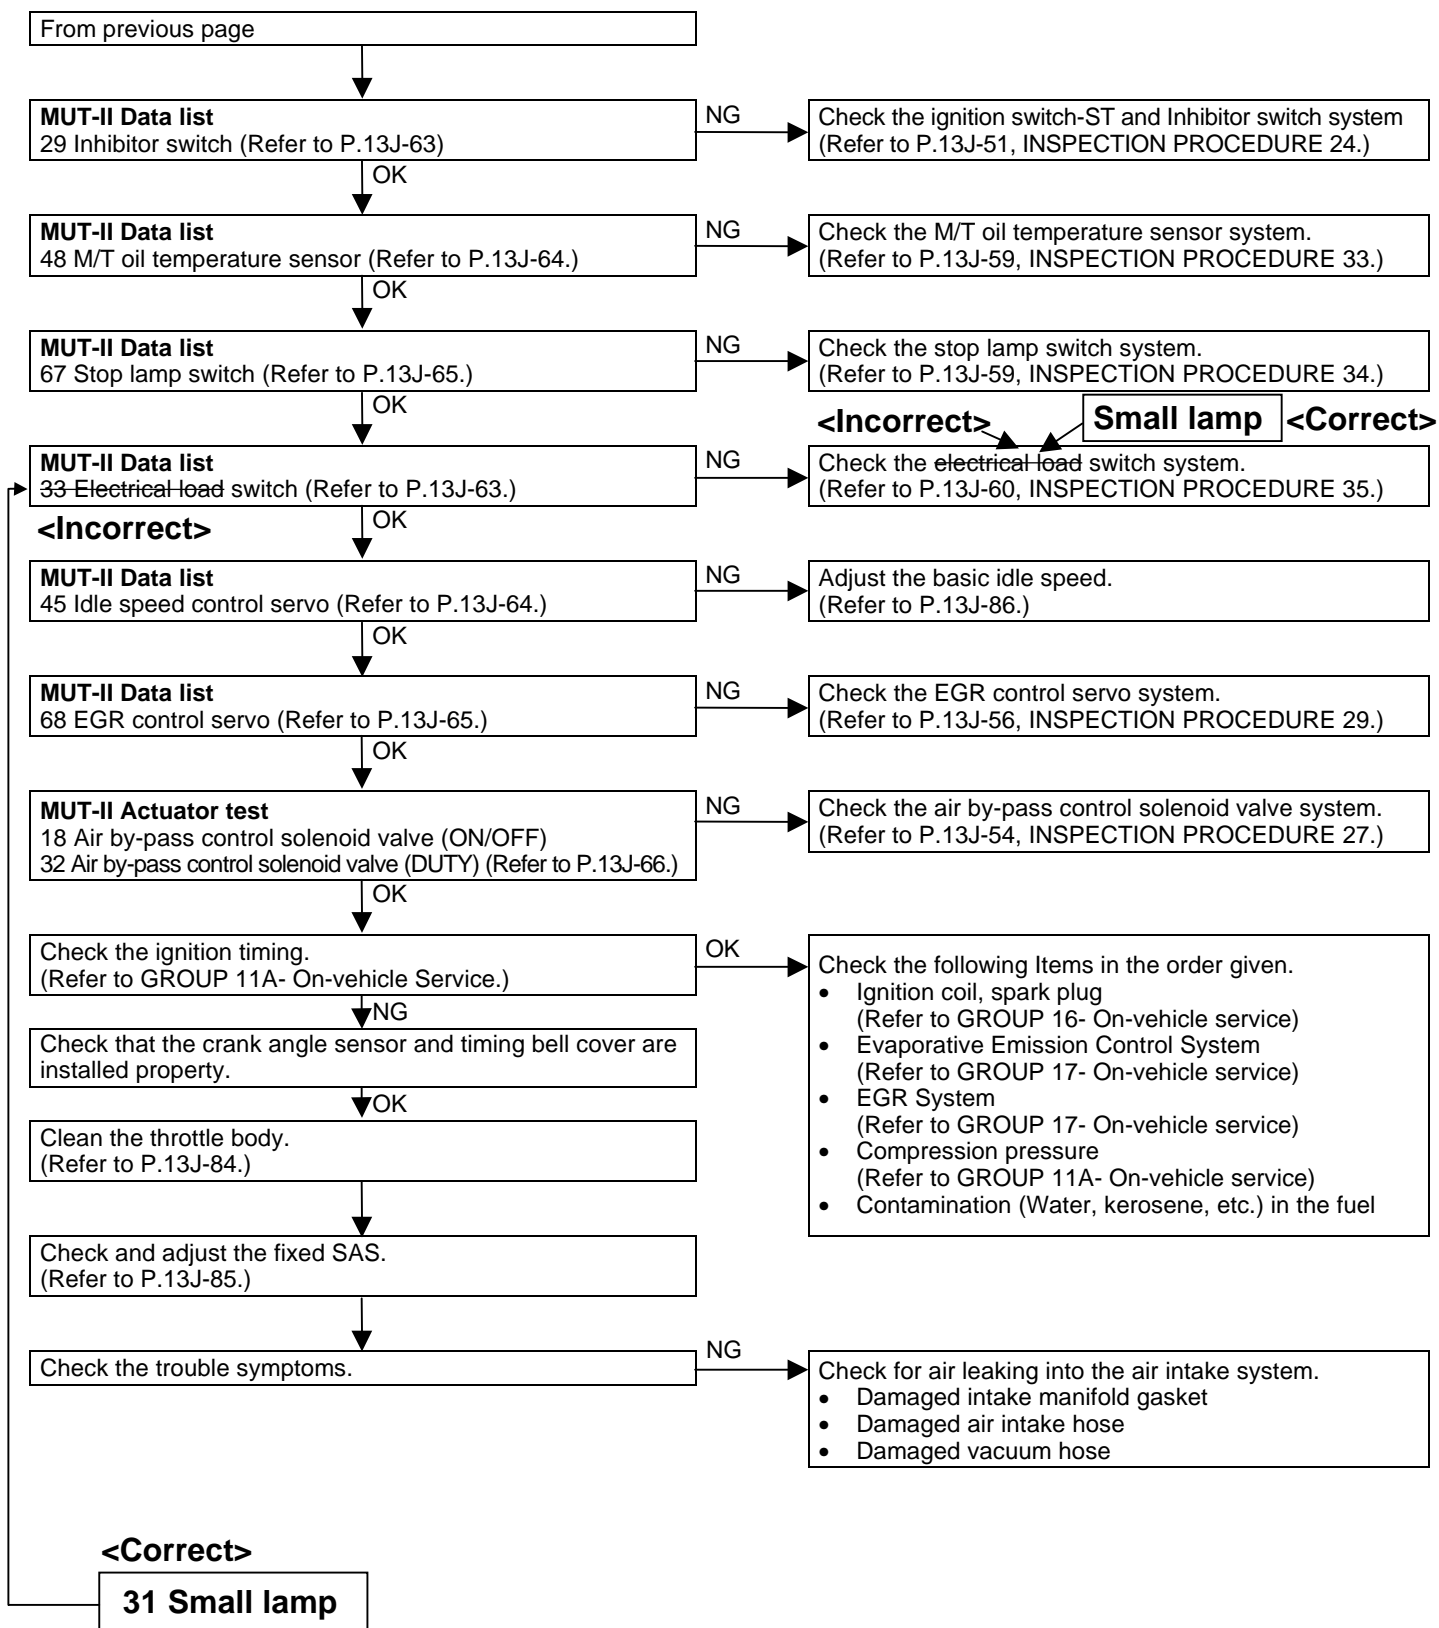 From previous page
MUT-II Data list
29 Inhibitor switch (Refer to P.13J-63)
NG
Check the ignition switch-ST and Inhibitor switch system
(Refer to P.13J-51, INSPECTION PROCEDURE 24.)
OK
MUT-II Data list
48 M/T oil temperature sensor (Refer to P.13J-64.)
NG
Check the M/T oil temperature sensor system.
(Refer to P.13J-59, INSPECTION PROCEDURE 33.)
OK
MUT-II Data list
67 Stop lamp switch (Refer to P.13J-65.)
NG
Check the stop lamp switch system.
(Refer to P.13J-59, INSPECTION PROCEDURE 34.)
OK
<Incorrect> Small lamp <Correct>
MUT-II Data list
33 Electrical load switch (Refer to P.13J-63.)
NG
Check the electrical load switch system.
(Refer to P.13J-60, INSPECTION PROCEDURE 35.)
<Incorrect>
OK
MUT-II Data list
45 Idle speed control servo (Refer to P.13J-64.)
NG
Adjust the basic idle speed.
(Refer to P.13J-86.)
OK
MUT-II Data list
68 EGR control servo (Refer to P.13J-65.)
NG
Check the EGR control servo system.
(Refer to P.13J-56, INSPECTION PROCEDURE 29.)
OK
MUT-II Actuator test
18 Air by-pass control solenoid valve (ON/OFF)
32 Air by-pass control solenoid valve (DUTY) (Refer to P.13J-66.)
NG
Check the air by-pass control solenoid valve system.
(Refer to P.13J-54, INSPECTION PROCEDURE 27.)
OK
Check the ignition timing.
(Refer to GROUP 11A- On-vehicle Service.)
OK
Check the following Items in the order given.
• Ignition coil, spark plug
(Refer to GROUP 16- On-vehicle service)
• Evaporative Emission Control System
(Refer to GROUP 17- On-vehicle service)
• EGR System
(Refer to GROUP 17- On-vehicle service)
• Compression pressure
(Refer to GROUP 11A- On-vehicle service)
• Contamination (Water, kerosene, etc.) in the fuel
NG
Check that the crank angle sensor and timing bell cover are
installed property.
OK
Clean the throttle body.
(Refer to P.13J-84.)
Check and adjust the fixed SAS.
(Refer to P.13J-85.)
Check the trouble symptoms.
NG
Check for air leaking into the air intake system.
• Damaged intake manifold gasket
• Damaged air intake hose
• Damaged vacuum hose
<Correct>
31 Small lamp